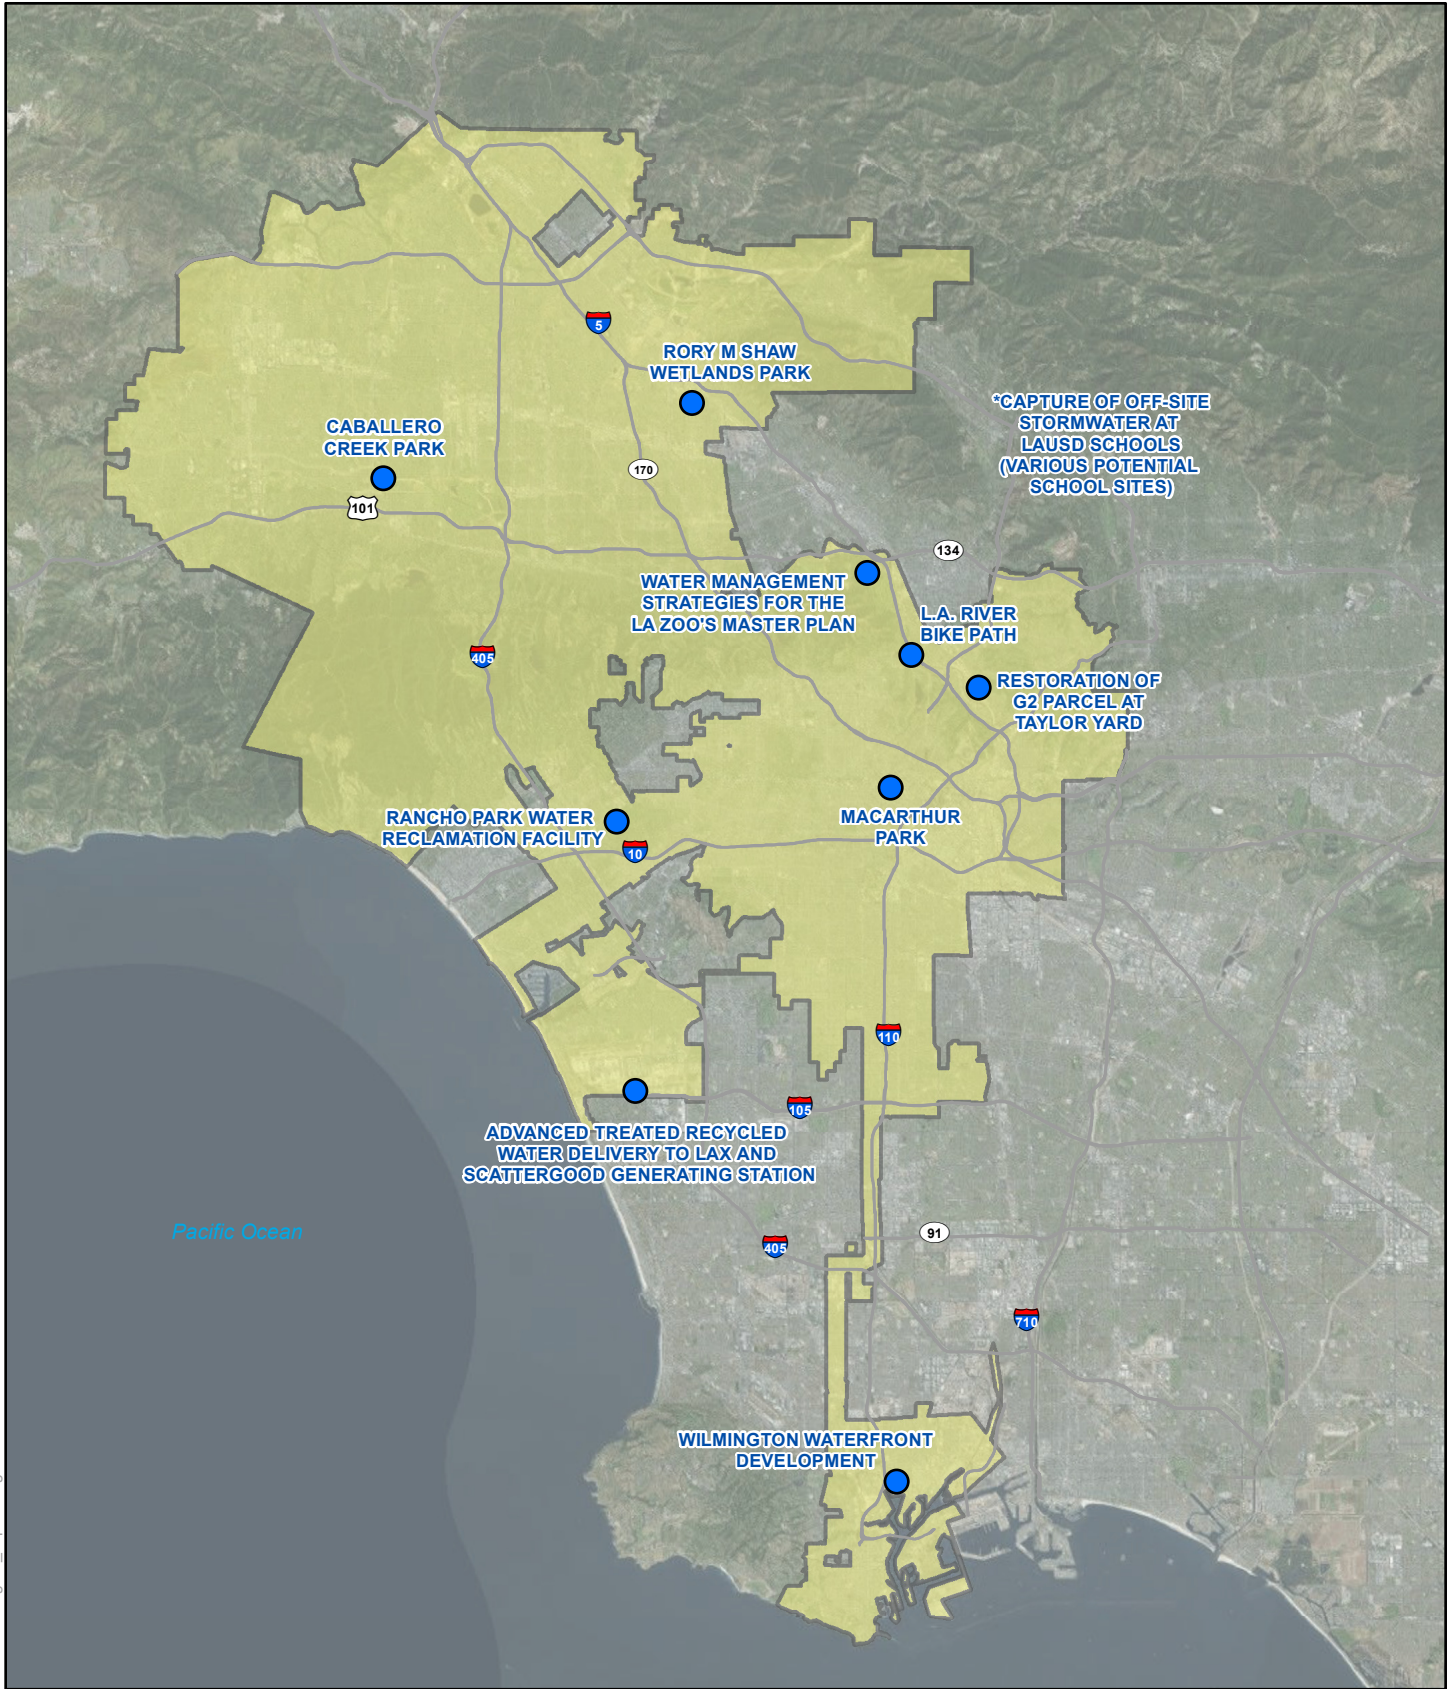 5
RORY M SHAW
WETLANDS PARK
*CAPTURE OF OFF-SITE
STORMWATER AT
LAUSD SCHOOLS
(VARIOUS POTENTIAL
SCHOOL SITES)
CABALLERO
CREEK PARK
170
101
134
WATER MANAGEMENT
STRATEGIES FOR THE
LA ZOO'S MASTER PLAN
L.A. RIVER
BIKE PATH
405
RESTORATION OF
G2 PARCEL AT
TAYLOR YARD
RANCHO PARK WATER
RECLAMATION FACILITY
10
MACARTHUR
PARK
110
105
ADVANCED TREATED RECYCLED
WATER DELIVERY TO LAX AND
SCATTERGOOD GENERATING STATION
Pacific Ocean
91
405
710
WILMINGTON WATERFRONT
DEVELOPMENT